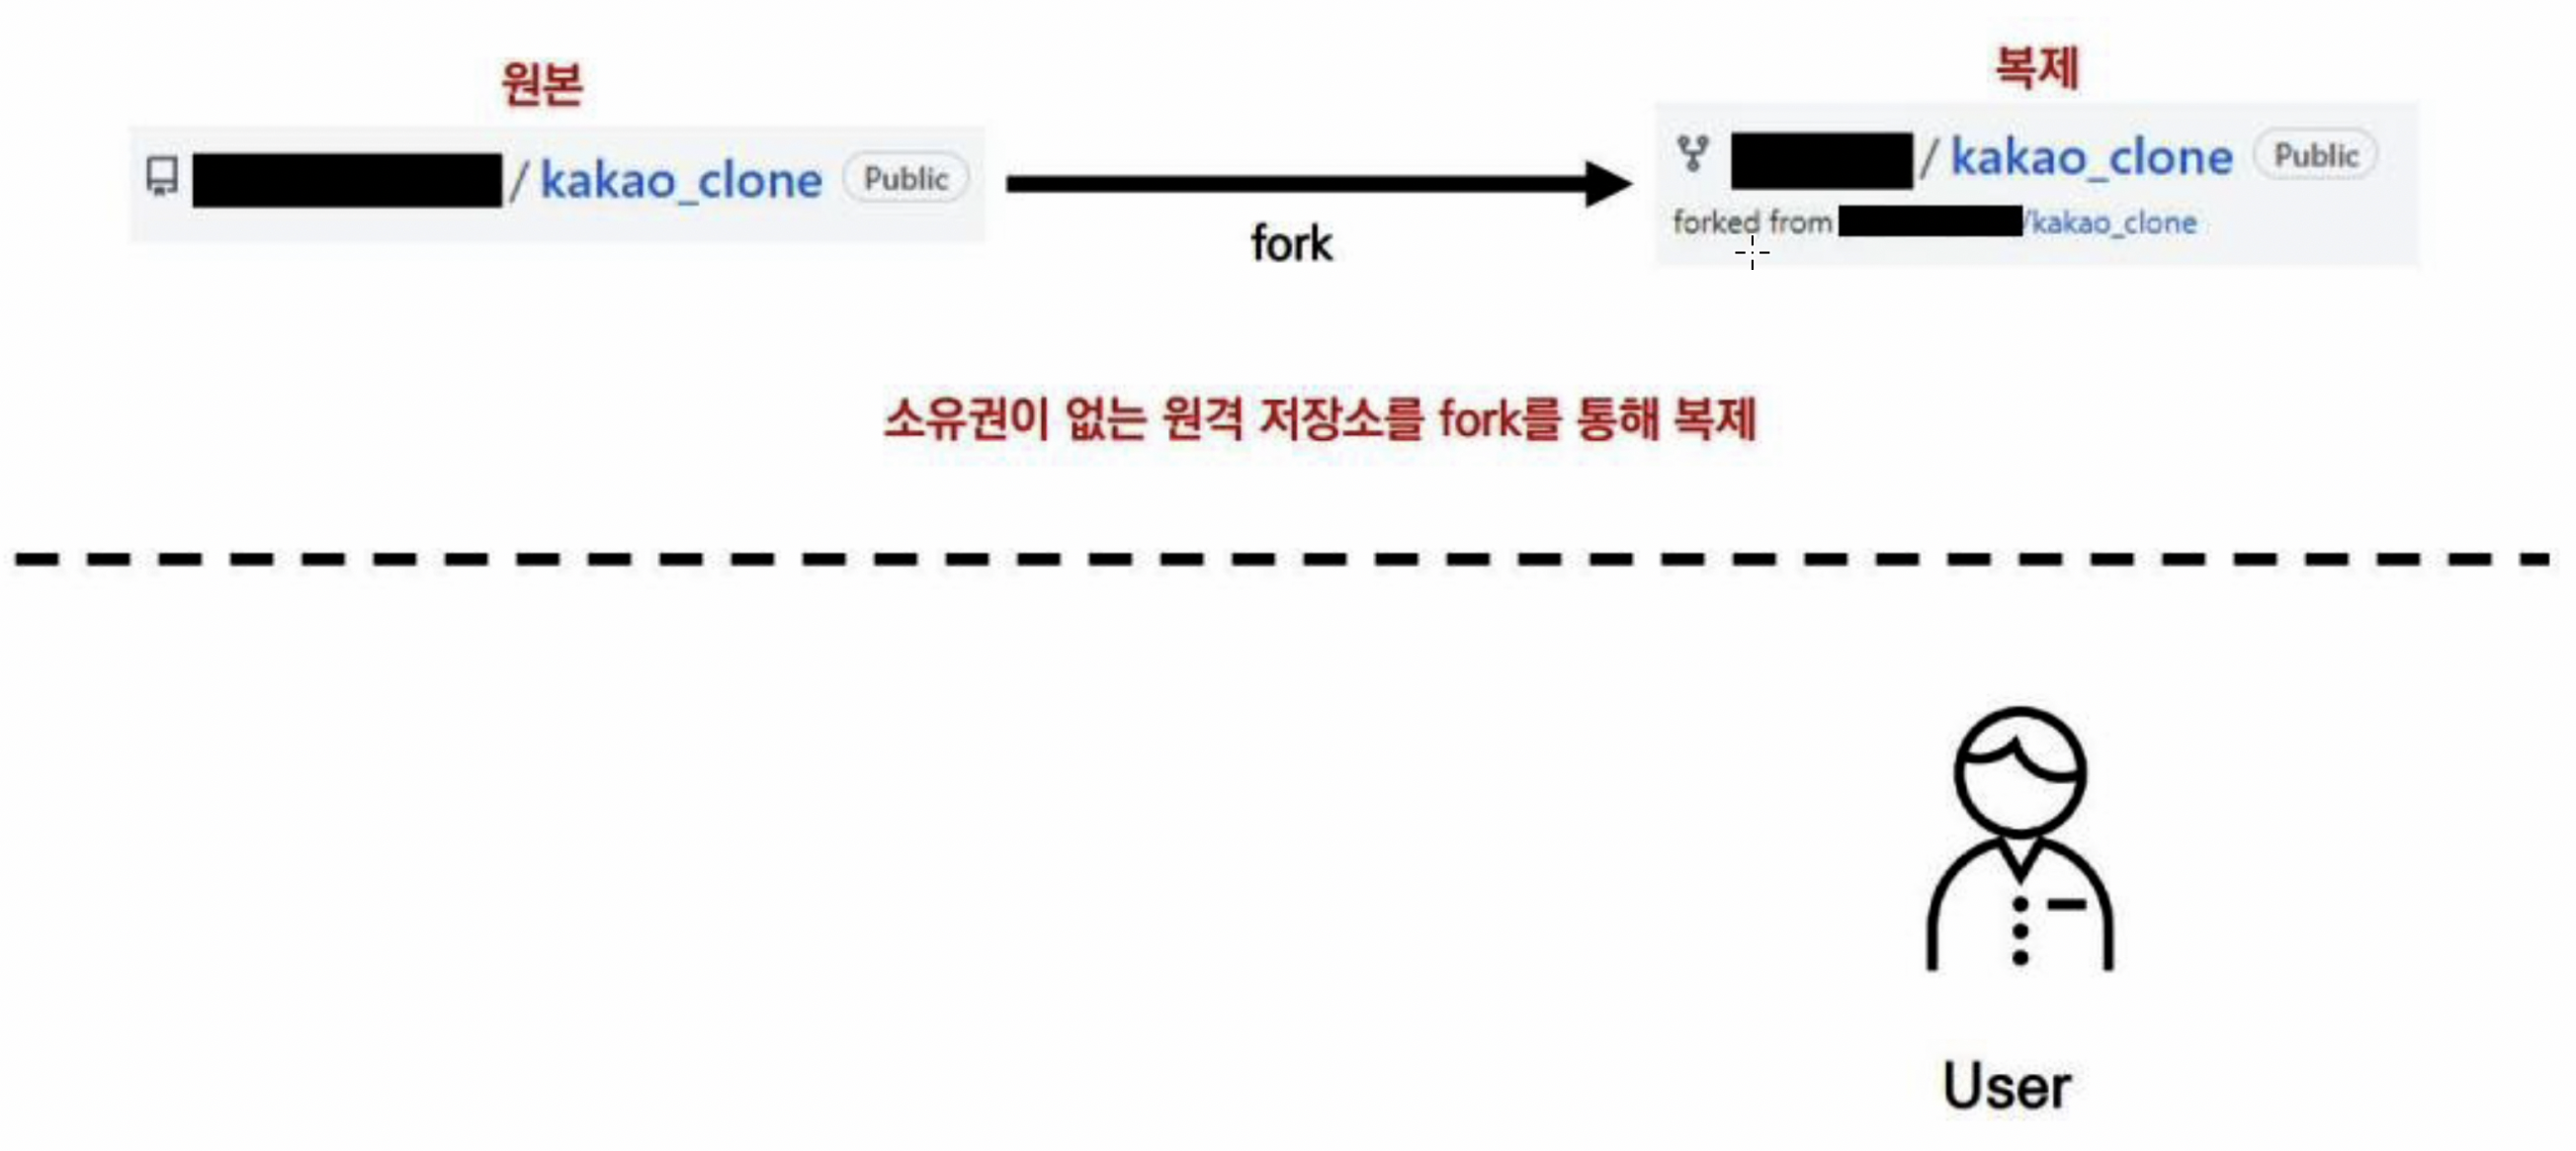 원본
/ kakao_clone Public
fork
복제
/ kakao_clone Public
forked from /kakao_clone
소유권이 없는 원격 저장소를 fork를 통해 복제
User